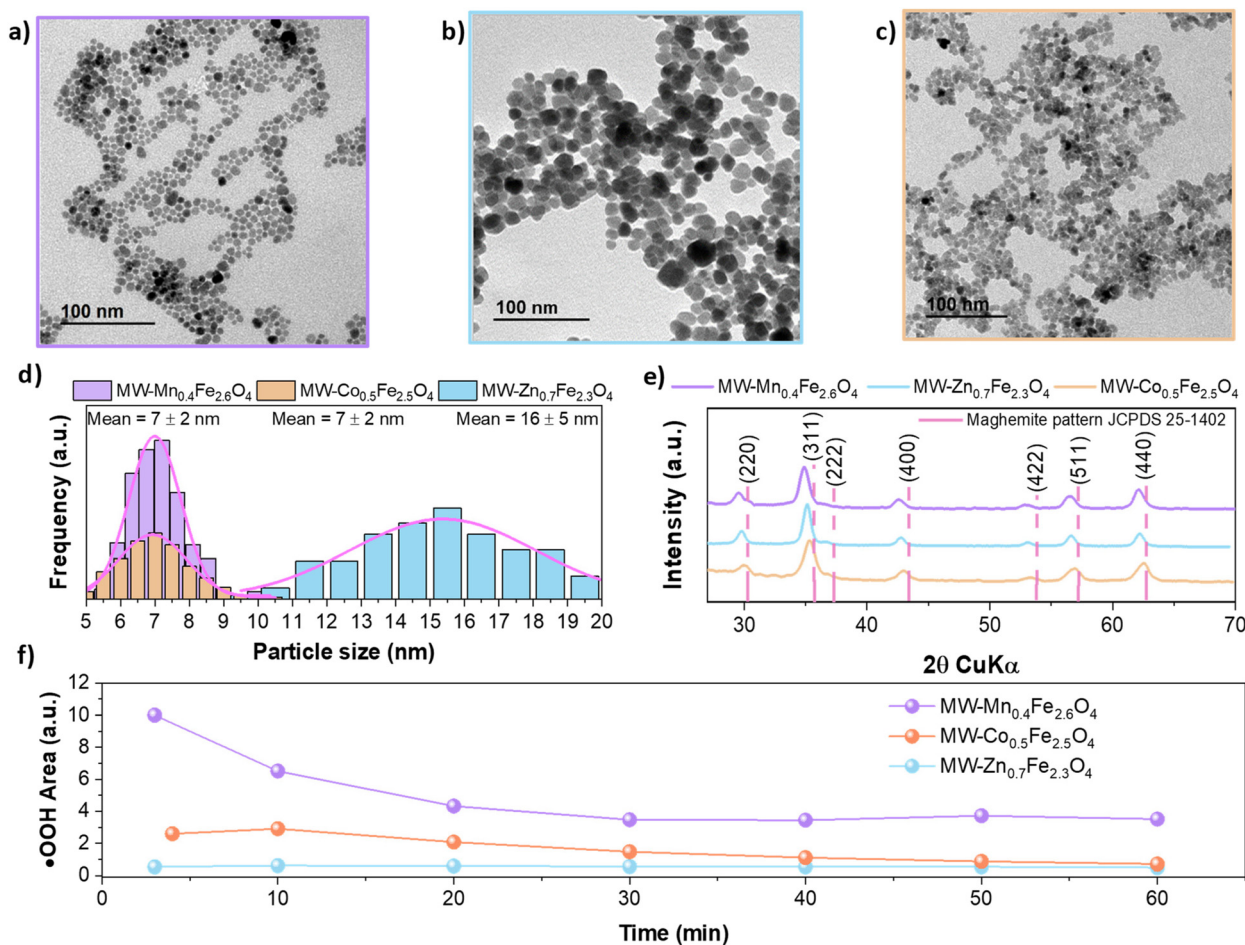 a)
b)
c)
100 nm
100 nm
100 nm
d)
MW-Mn0.4Fe2.6O4 MW-Co0.5Fe2.5O4 MW-Zn0.7Fe2.3O4
Mean = 7 ± 2 nm Mean = 7 ± 2 nm Mean = 16 ± 5 nm
Frequency (a.u.)
5 6 7 8 9 10 11 12 13 14 15 16 17 18 19 20
Particle size (nm)
e)
MW-Mn0.4Fe2.6O4 MW-Zn0.7Fe2.3O4 MW-Co0.5Fe2.5O4
Maghemite pattern JCPDS 25-1402
(220) (311) (222) (400) (422) (511) (440)
Intensity (a.u.)
30 40 50 60 70
2θ CuKα
f)
•OOH Area (a.u.)
12
10
8
6
4
2
0
MW-Mn0.4Fe2.6O4
MW-Co0.5Fe2.5O4
MW-Zn0.7Fe2.3O4
0 10 20 30 40 50 60
Time (min)